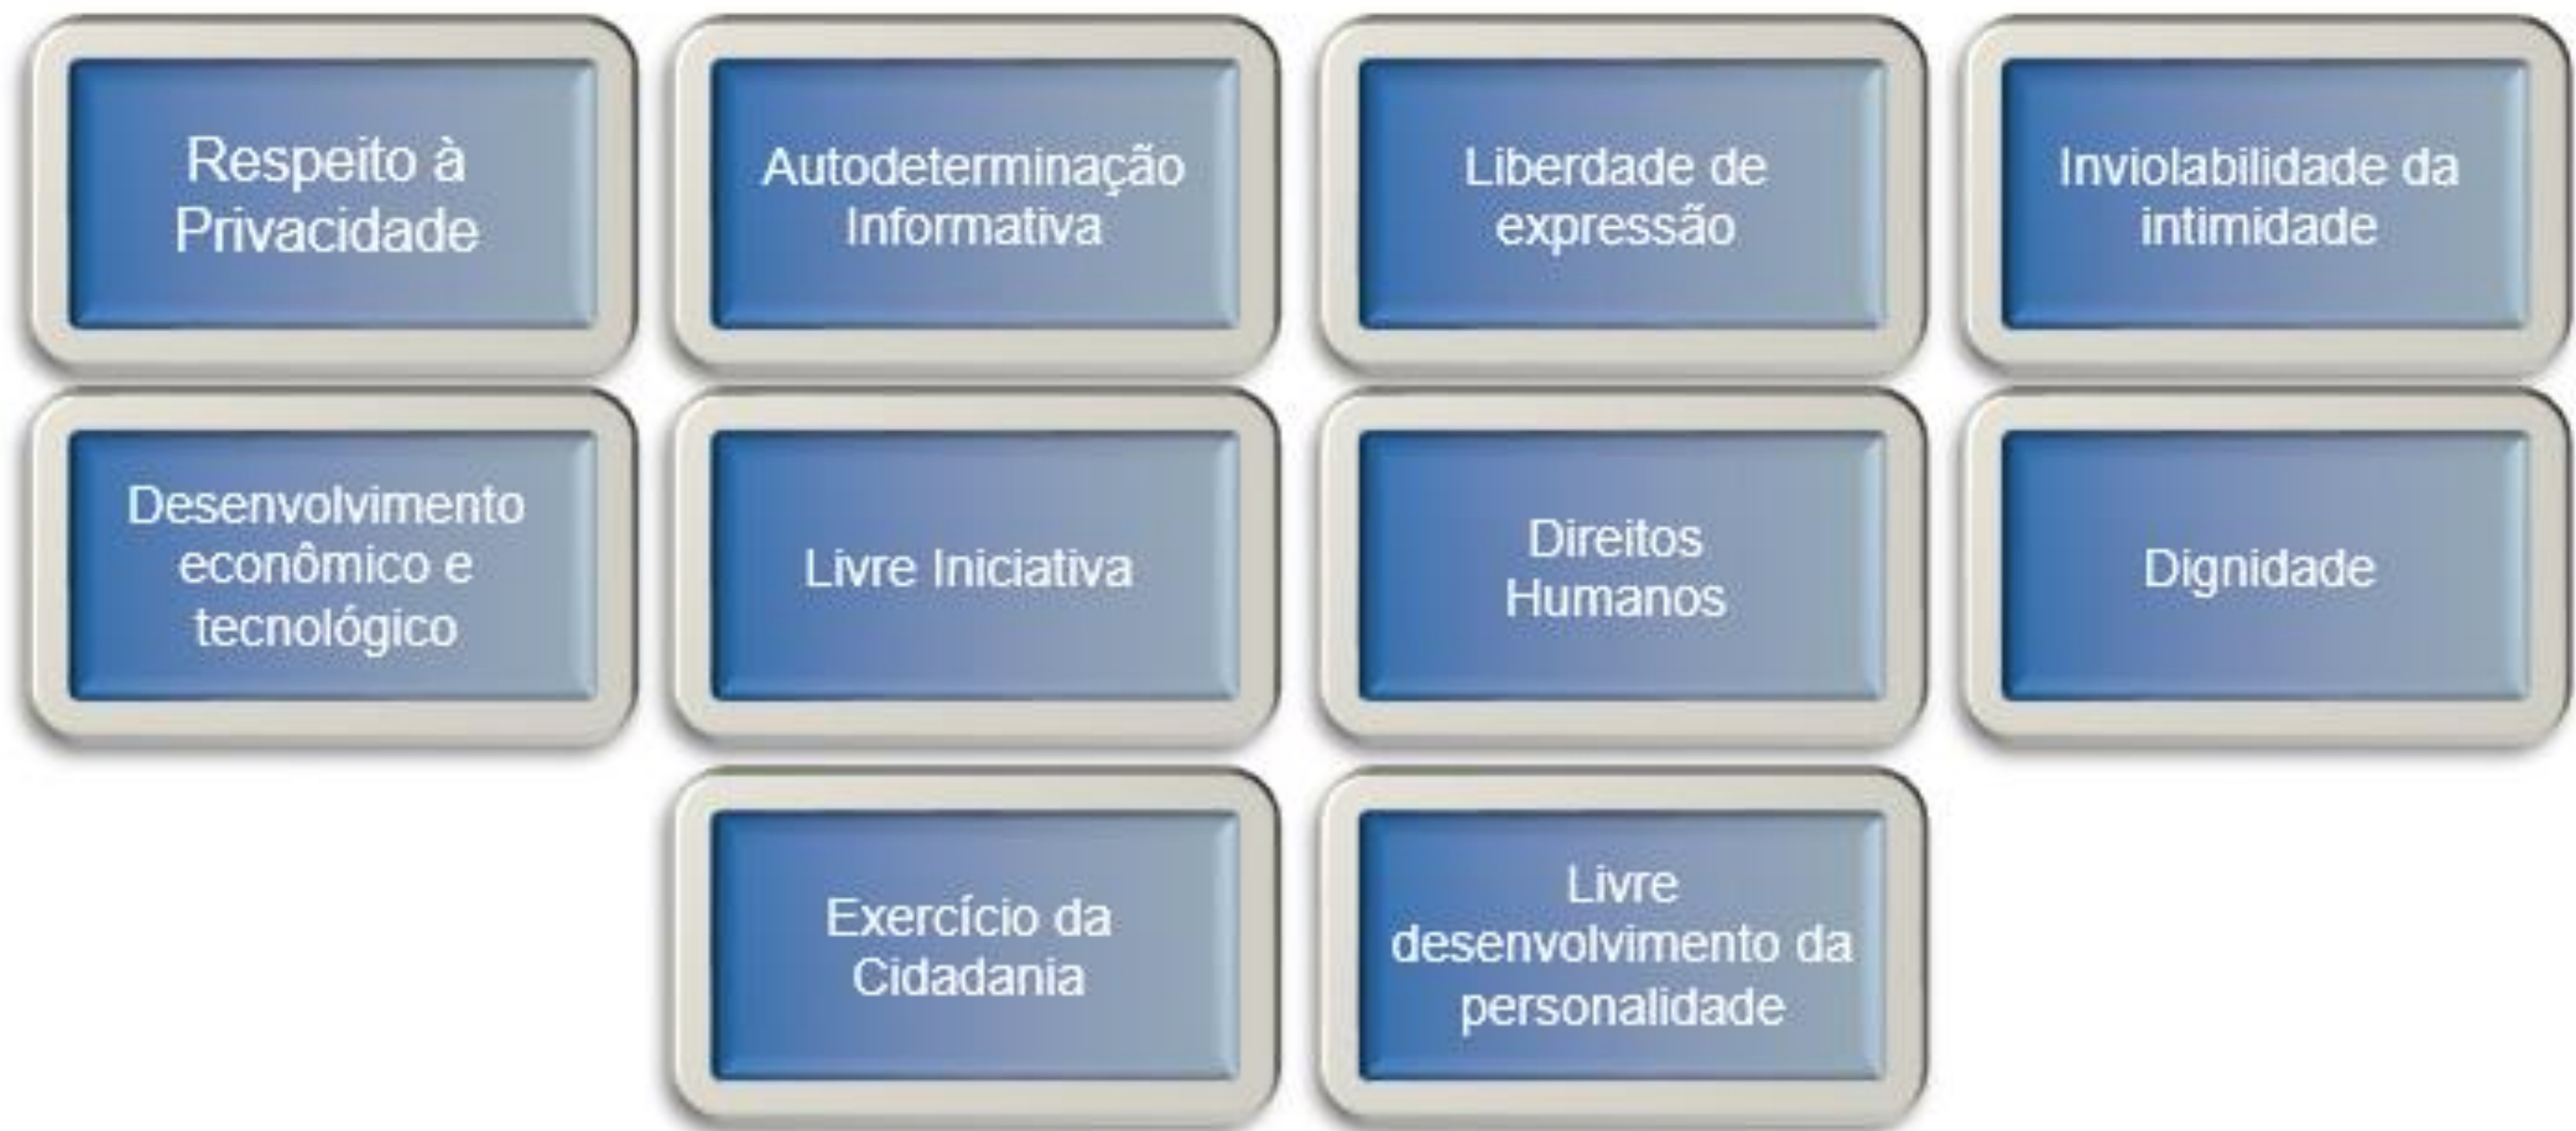 Respeito à
Privacidade
Autodeterminação
Informativa
Liberdade de
expressão
Inviolabilidade da
intimidade
Desenvolvimento
econômico e
tecnológico
Livre Iniciativa
Direitos
Humanos
Dignidade
Exercício da
Cidadania
Livre
desenvolvimento da
personalidade